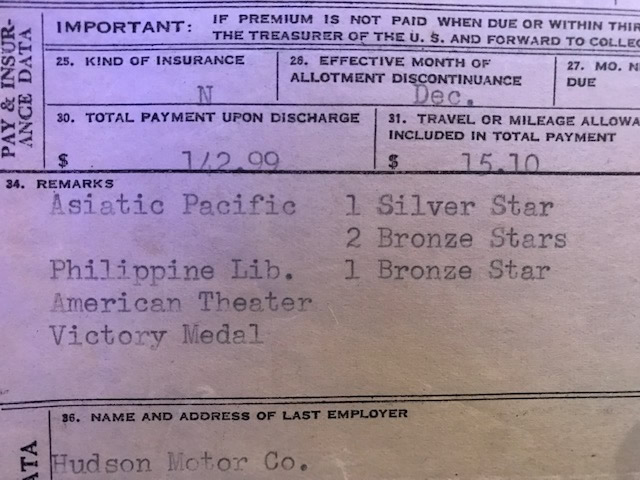 PAY & INSUR-
ANCE DATA
IMPORTANT: IF PREMIUM IS NOT PAID WHEN DUE OR WITHIN
THE TREASURER OF THE U. S. AND FORWARD TO
25. KIND OF INSURANCE
N
26. EFFECTIVE MONTH OF
ALLOTMENT DISCONTINUANCE
Dec.
27. MO.
DUE
30. TOTAL PAYMENT UPON DISCHARGE
$ 142.99
31. TRAVEL OR MILEAGE
INCLUDED IN TOTAL PAYMENT
$ 15.10
34. REMARKS
Asiatic Pacific 1 Silver Star
2 Bronze Stars
Philippine Lib. 1 Bronze Star
American Theater
Victory Medal
36. NAME AND ADDRESS OF LAST EMPLOYER
Hudson Motor Co.